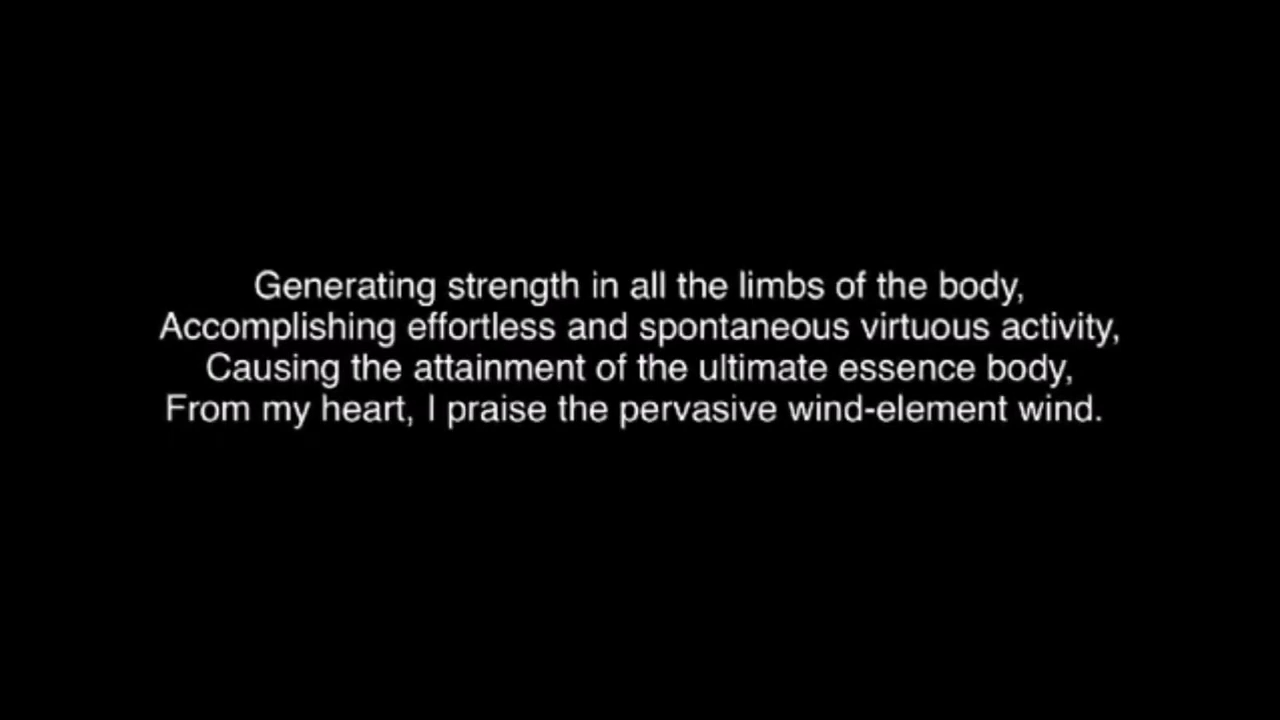 Generating strength in all the limbs of the body,
Accomplishing effortless and spontaneous virtuous activity,
Causing the attainment of the ultimate essence body,
From my heart, I praise the pervasive wind-element wind.